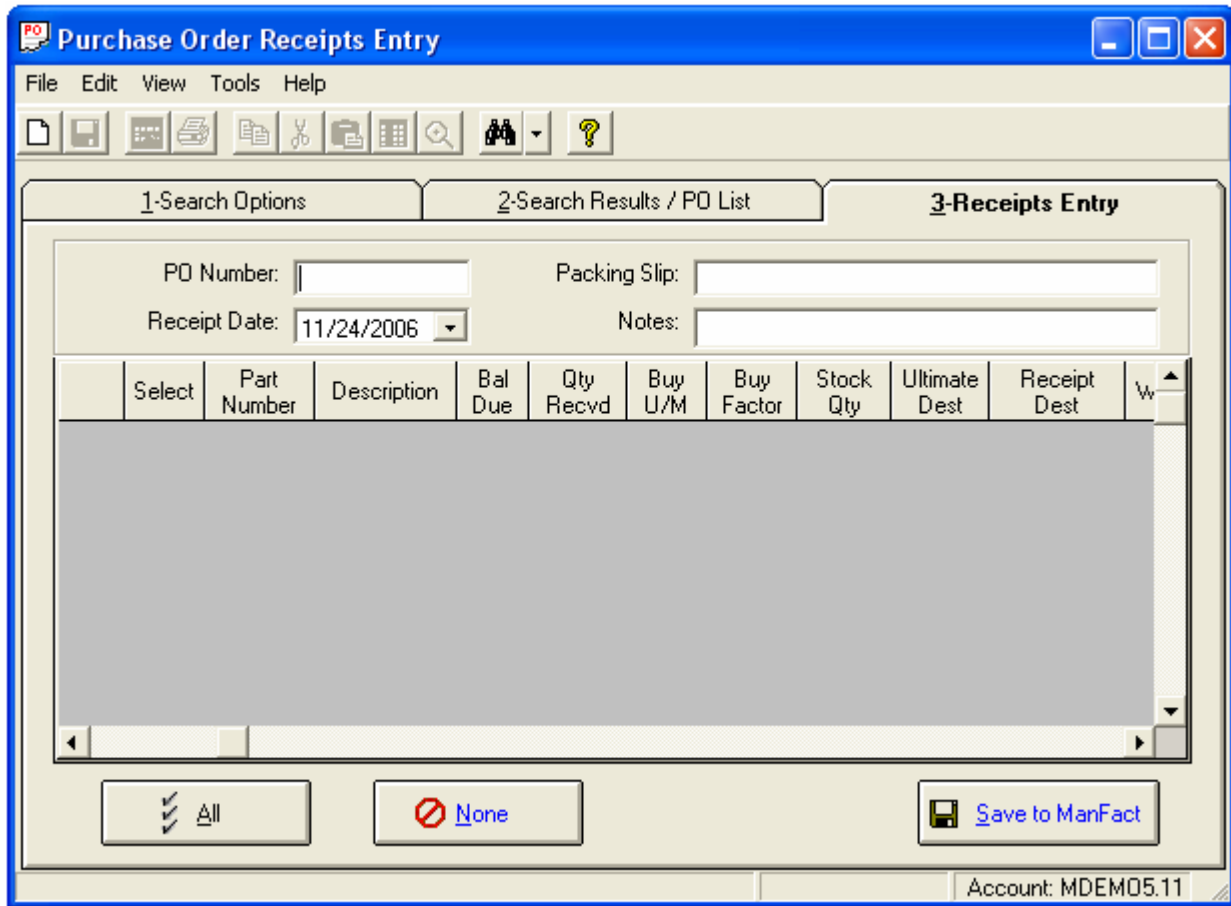 PO Purchase Order Receipts Entry
File Edit View Tools Help
1-Search Options 2-Search Results / PO List 3-Receipts Entry
PO Number: Packing Slip:
Receipt Date: 11/24/2006 Notes:
Select Part Number Description Bal Due Qty Recvd Buy U/M Buy Factor Stock Qty Ultimate Dest Receipt Dest W
All None Save to ManFact
Account: MDEMO5.11